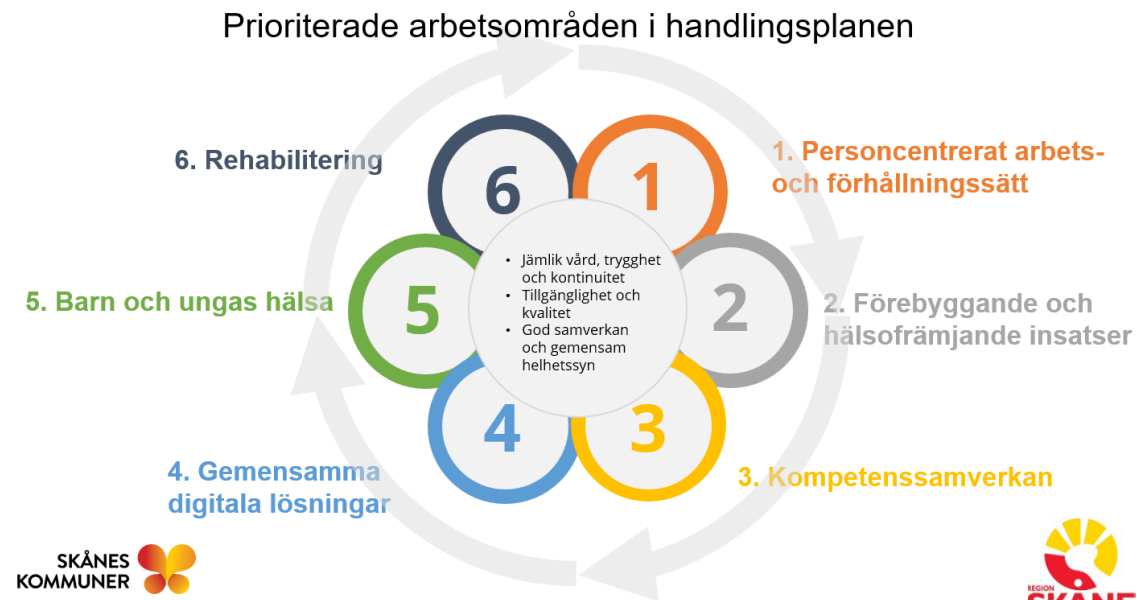 Prioriterade arbetsområden i handlingsplanen
6. Rehabilitering
1. Personcentrerat arbets-
och förhållningssätt
6
1
• Jämlik vård, trygghet
och kontinuitet
• Tillgänglighet och
kvalitet
• God samverkan
och gemensam
helhetssyn
5. Barn och ungas hälsa
5
2
2. Förebyggande och
hälsofrämjande insatser
4
3
4. Gemensamma
digitala lösningar
3. Kompetenssamverkan
SKÅNES
KOMMUNER
REGION
SKÅNE